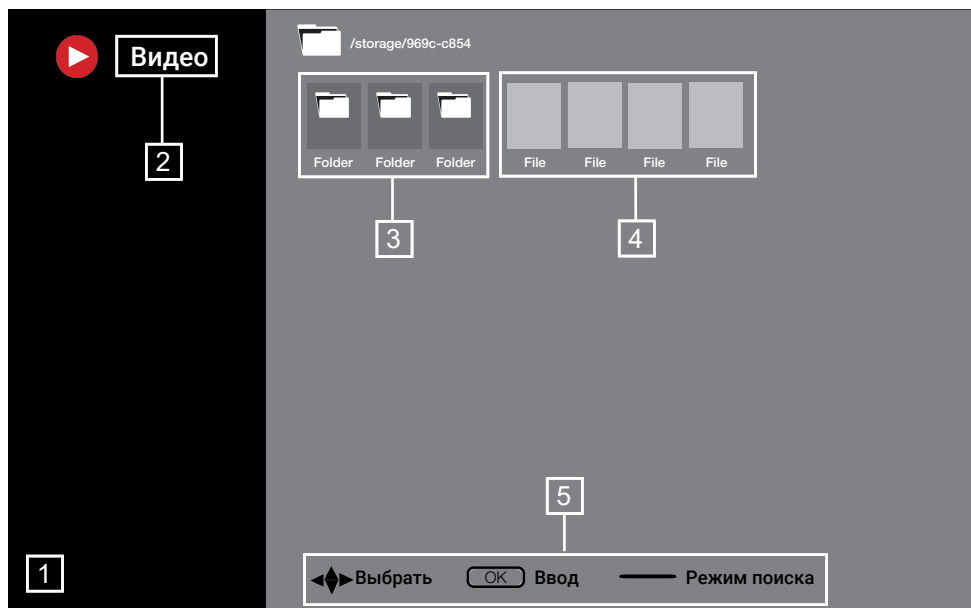 Видео
2
1
/storage/969c-c854
Folder Folder Folder File File File File
3 4
5
Выбрать OK Ввод Режим поиска